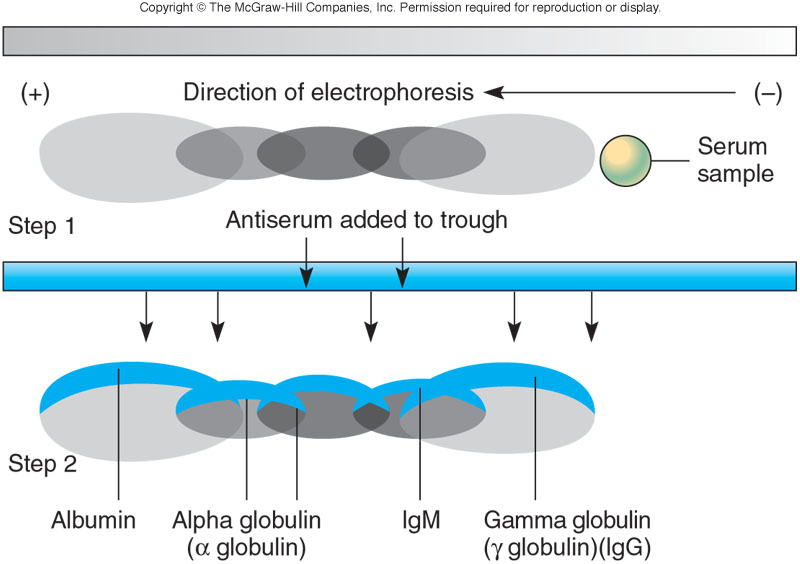 Copyright © The McGraw-Hill Companies, Inc. Permission required for reproduction or display.
(+)
Direction of electrophoresis
(–)
Serum
sample
Step 1
Antiserum added to trough
Step 2
Albumin
Alpha globulin
(α globulin)
IgM
Gamma globulin
(γ globulin)(IgG)